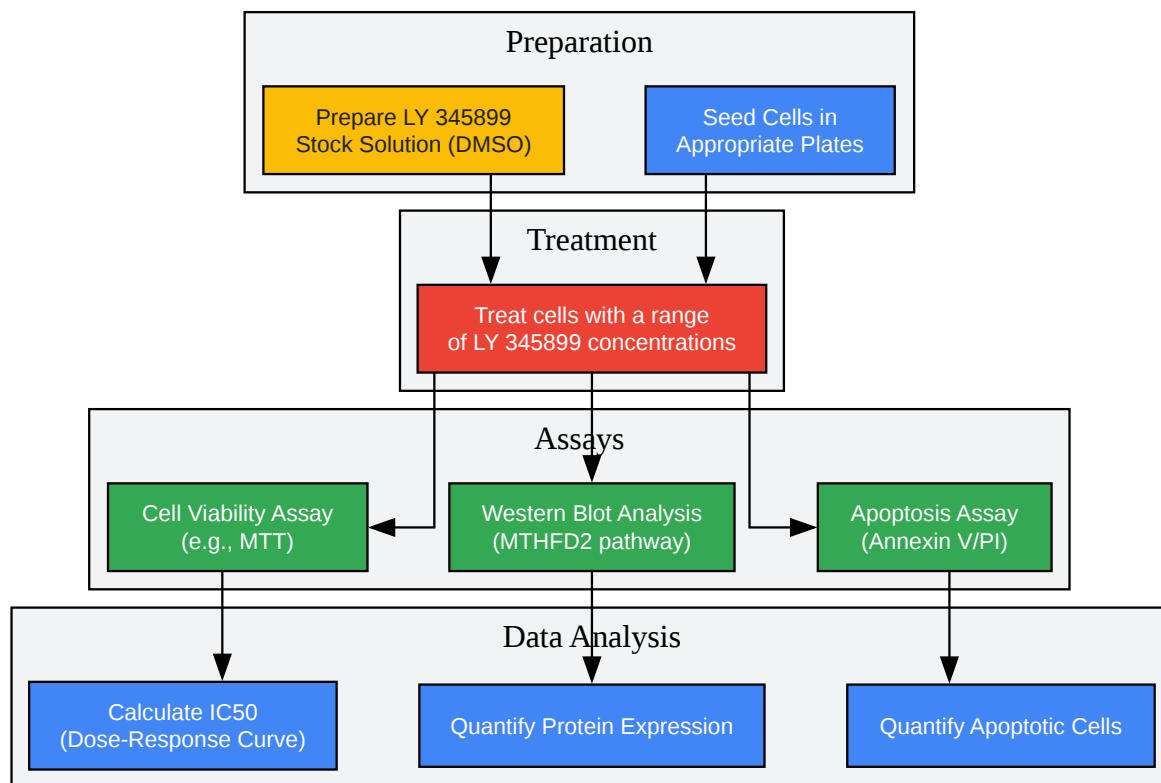 Preparation
Prepare LY 345899
Stock Solution (DMSO)
Seed Cells in
Appropriate Plates
Treatment
Treat cells with a range
of LY 345899 concentrations
Assays
Cell Viability Assay
(e.g., MTT)
Western Blot Analysis
(MTHFD2 pathway)
Apoptosis Assay
(Annexin V/PI)
Data Analysis
Calculate IC50
(Dose-Response Curve)
Quantify Protein Expression
Quantify Apoptotic Cells